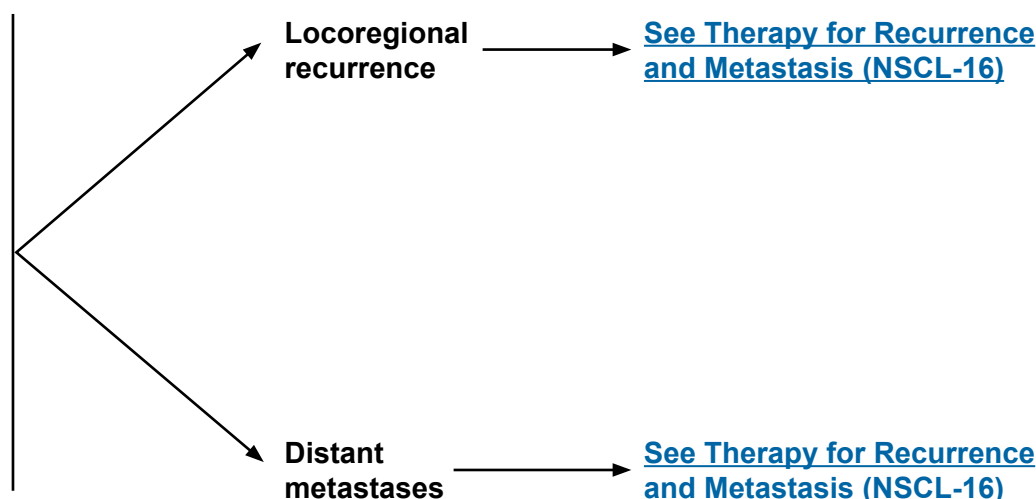 Locoregional
recurrence
See Therapy for Recurrence
and Metastasis (NSCL-16)
Distant
metastases
See Therapy for Recurrence
and Metastasis (NSCL-16)